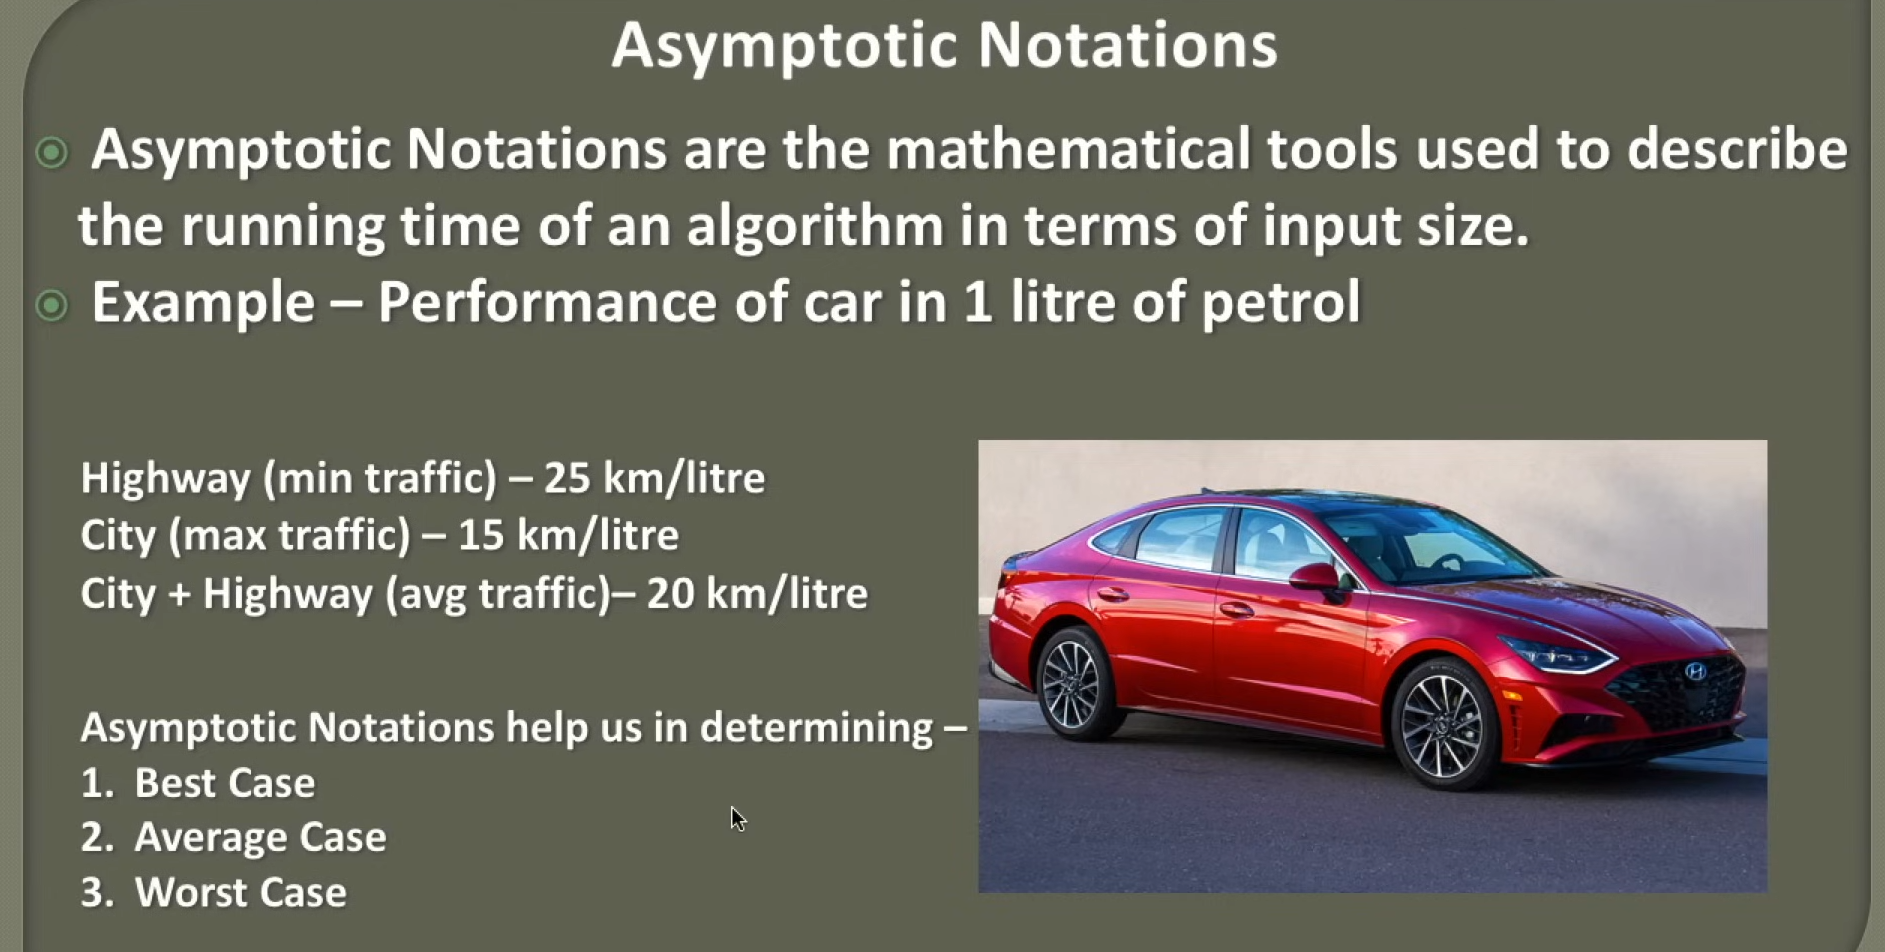 Asymptotic Notations
Asymptotic Notations are the mathematical tools used to describe
the running time of an algorithm in terms of input size.
Example – Performance of car in 1 litre of petrol
Highway (min traffic) – 25 km/litre
City (max traffic) – 15 km/litre
City + Highway (avg traffic)– 20 km/litre
Asymptotic Notations help us in determining –
1. Best Case
2. Average Case
3. Worst Case